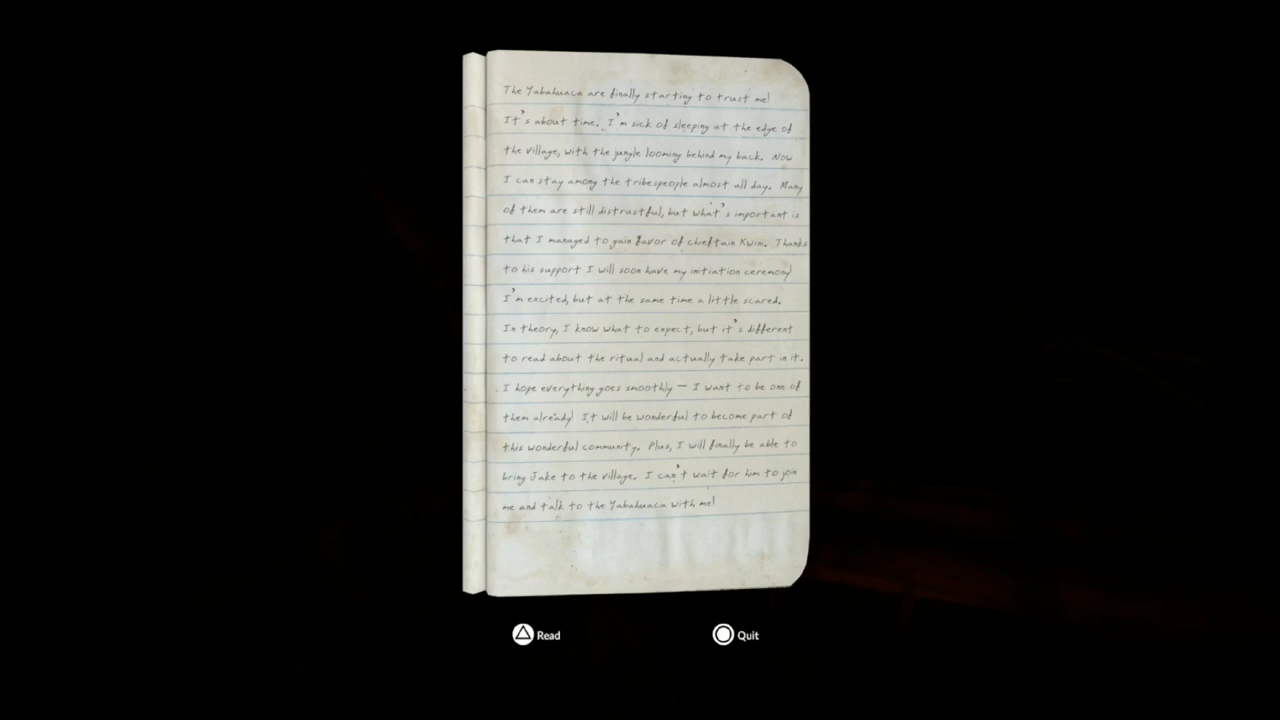 The Yabahuaca are finally starting to trust me!
It's about time. I'm sick of sleeping at the edge of
the village, with the jungle looming behind my back. Now
I can stay among the tribespeople almost all day. Many
of them are still distrustful, but what's important is
that I managed to gain favor of chieftain Kwini. Thanks
to his support I will soon have my initiation ceremony
I'm excited, but at the same time a little scared.
In theory, I know what to expect, but it's different
to read about the ritual and actually take part in it.
I hope everything goes smoothly – I want to be one of
them already! It will be wonderful to become part of
this wonderful community. Plus, I will finally be able to
bring Jake to the village. I can't wait for him to join
me and talk to the Yabahuaca with me!
Read Quit